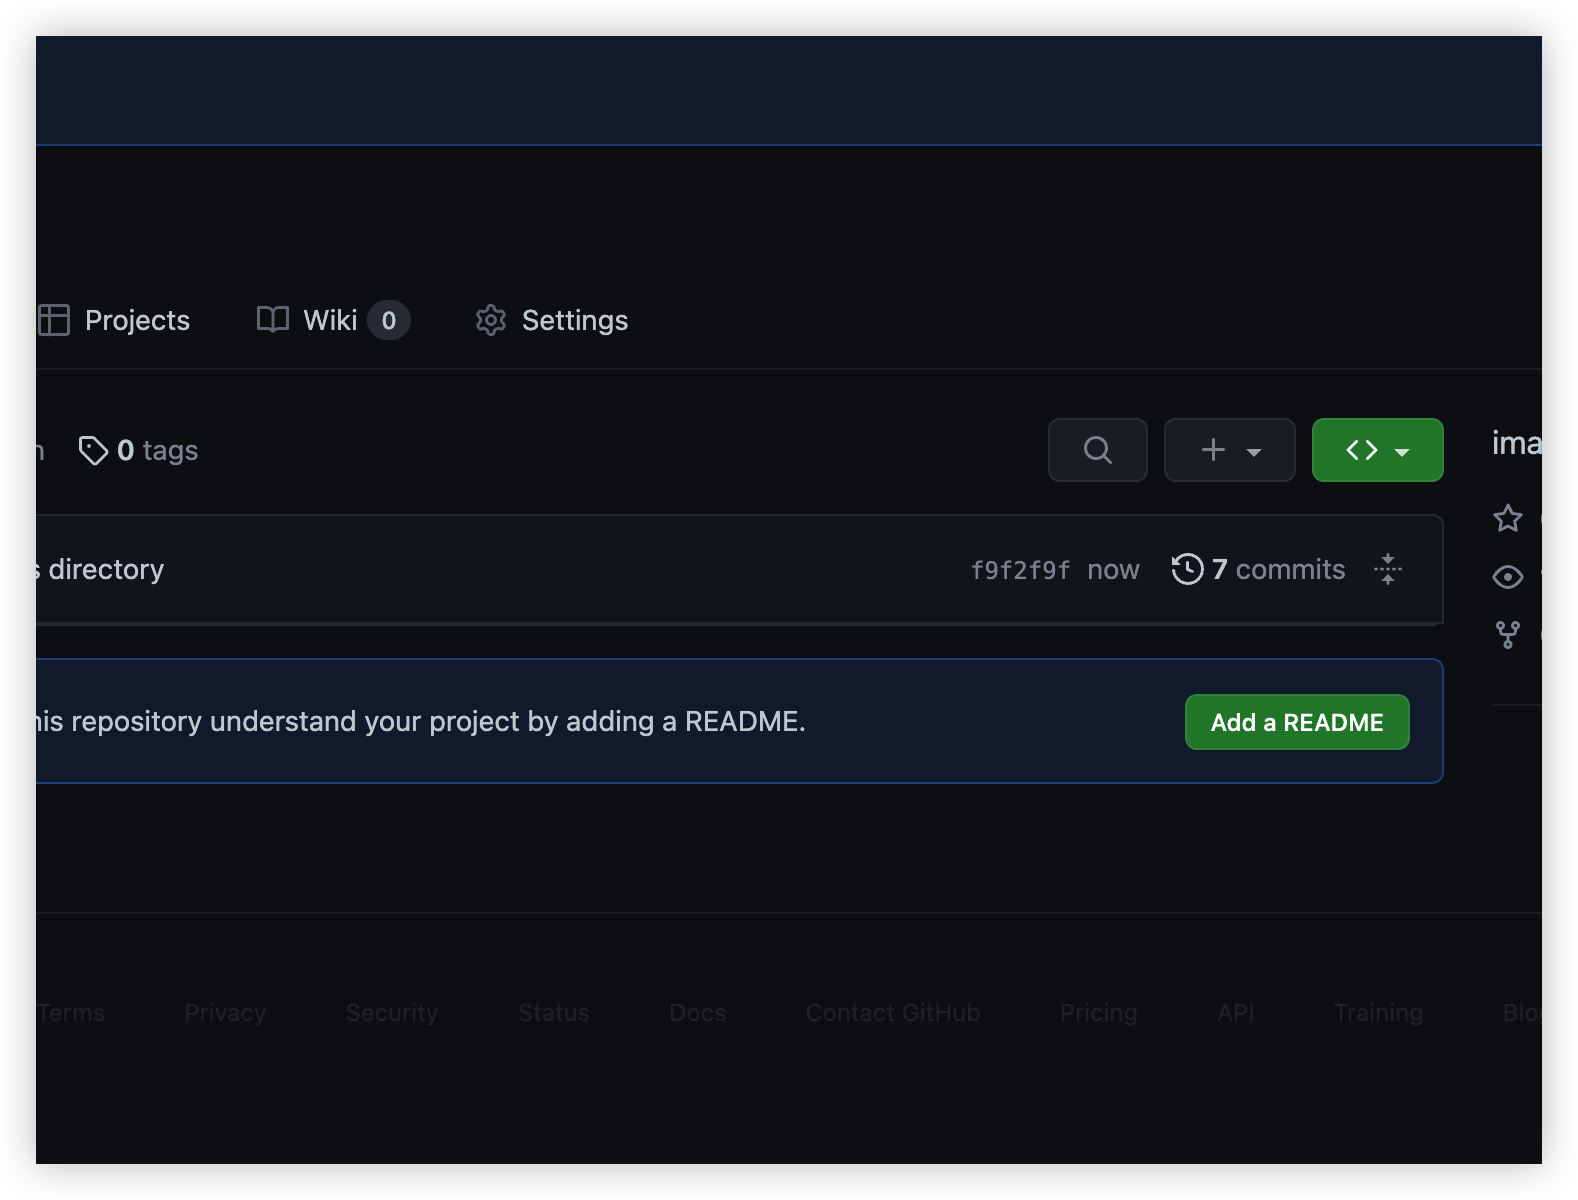 Projects Wiki 0 Settings
0 tags
directory f9f2f9f now 7 commits
his repository understand your project by adding a README. Add a README
ima
Terms Privacy Security Status Docs Contact GitHub Pricing API Training Blog